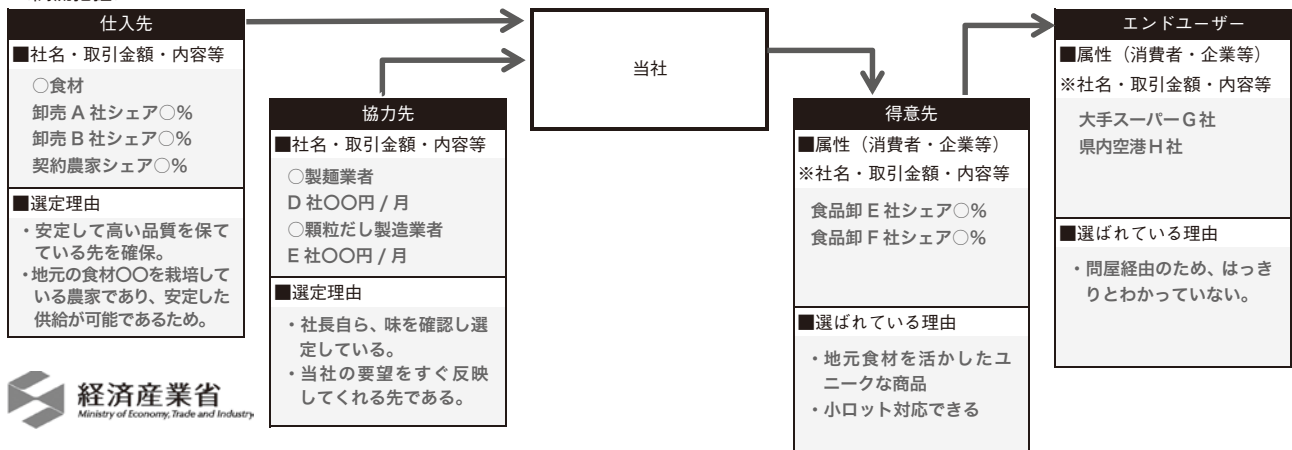 仕入先
■社名・取引金額・内容等
○食材
卸売 A 社シェア○%
卸売 B 社シェア○%
契約農家シェア○%
■選定理由
・安定して高い品質を保て
ている先を確保。
・地元の食材〇〇を栽培して
いる農家であり、安定した
供給が可能であるため。
経済産業省
Ministry of Economy, Trade and Industry
協力先
■社名・取引金額・内容等
○製麺業者
D 社〇〇円 / 月
○顆粒だし製造業者
E 社〇〇円 / 月
■選定理由
・社長自ら、味を確認し選
定している。
・当社の要望をすぐ反映
してくれる先である。
当社
得意先
■属性（消費者・企業等）
※社名・取引金額・内容等
食品卸 E 社シェア○%
食品卸 F 社シェア○%
■選ばれている理由
・地元食材を活かしたユ
ニークな商品
・小ロット対応できる
エンドユーザー
■属性（消費者・企業等）
※社名・取引金額・内容等
大手スーパーG 社
県内空港H 社
■選ばれている理由
・問屋経由のため、はっき
りとわかっていない。